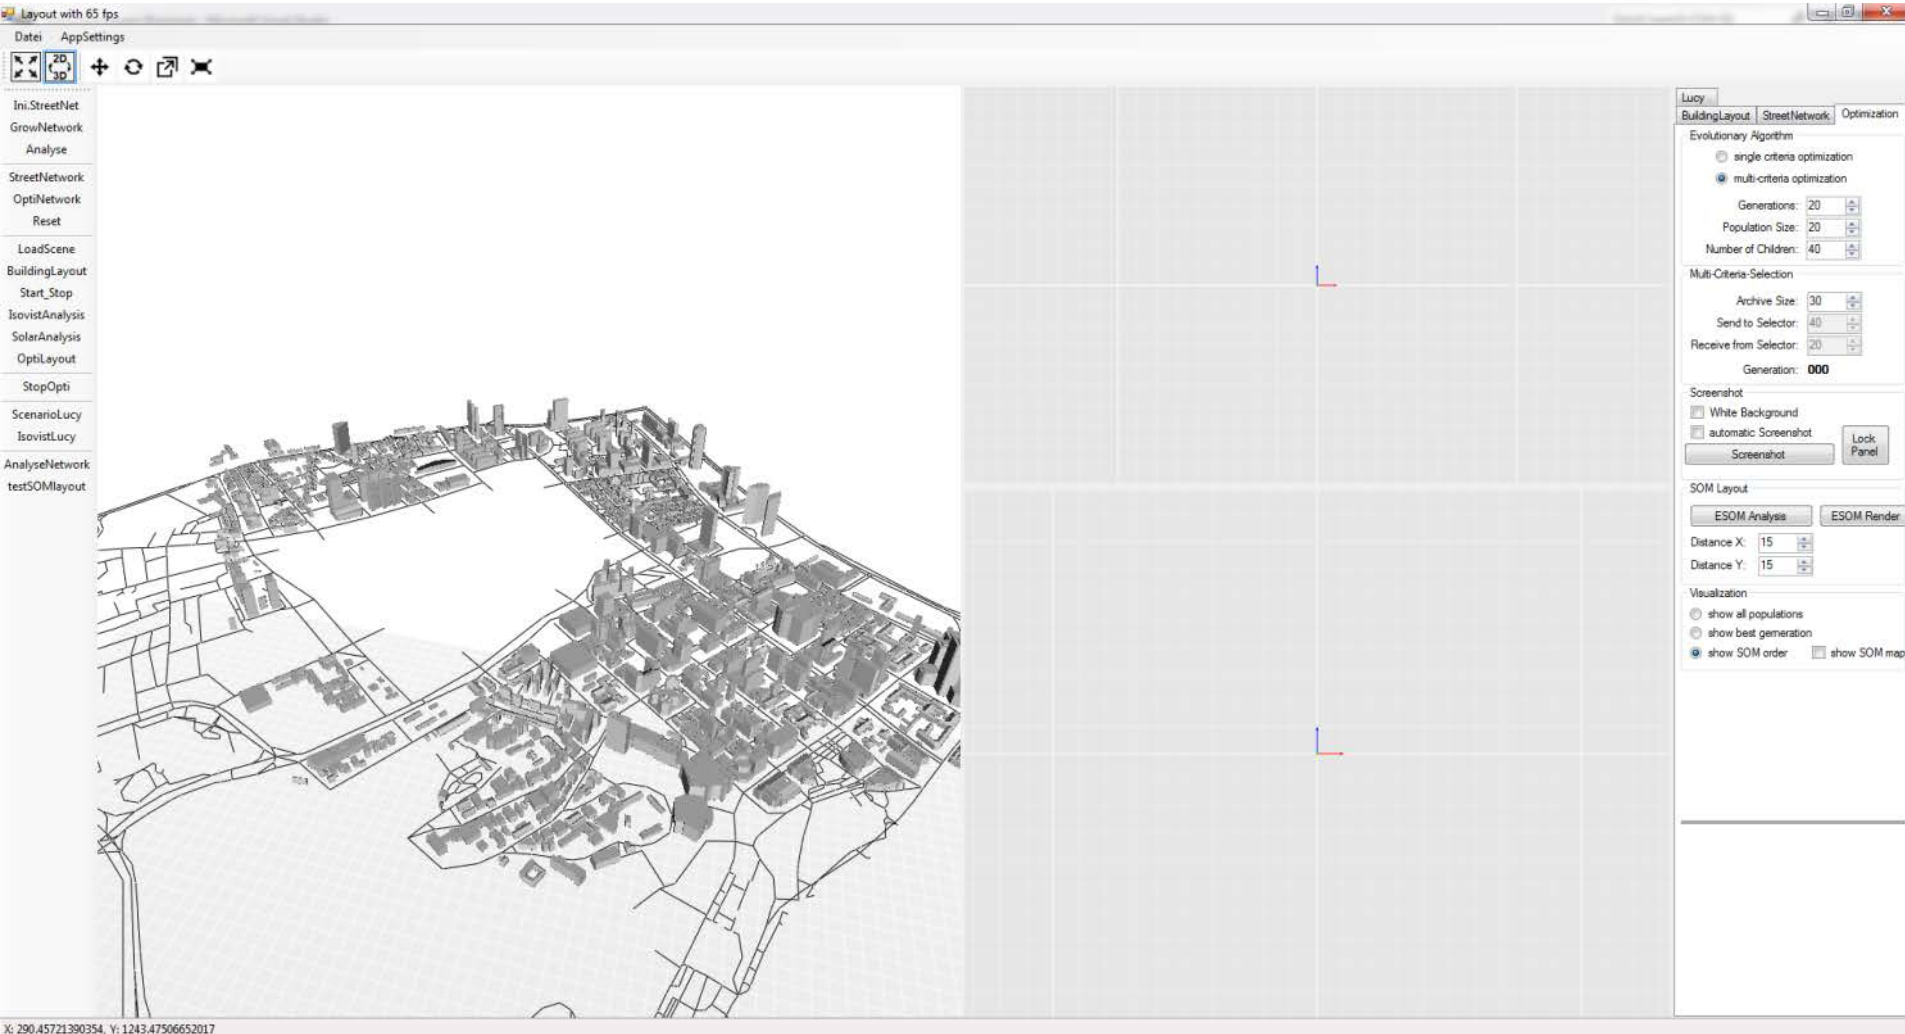 Layout with 65 fps
Datei AppSettings
2D
3D
Ini.StreetNet
GrowNetwork
Analyse
StreetNetwork
OptiNetwork
Reset
LoadScene
BuildingLayout
Start_Stop
IsovistAnalysis
SolarAnalysis
OptiLayout
StopOpti
ScenarioLucy
IsovistLucy
AnalyseNetwork
testSOMlayout
Lucy
BuildingLayout StreetNetwork Optimization
Evolutionary Algorithm
single criteria optimization
multi-criteria optimization
Generations: 20
Population Size: 20
Number of Children: 40
Multi-Criteria-Selection
Archive Size: 30
Send to Selector: 40
Receive from Selector: 20
Generation: 000
Screenshot
White Background
automatic Screenshot
Screenshot
Lock
Panel
SOM Layout
ESOM Analysis ESOM Render
Distance X: 15
Distance Y: 15
Visualization
show all populations
show best gemeration
show SOM order show SOM map
X: 290.45721390354, Y: 1243.47506652017